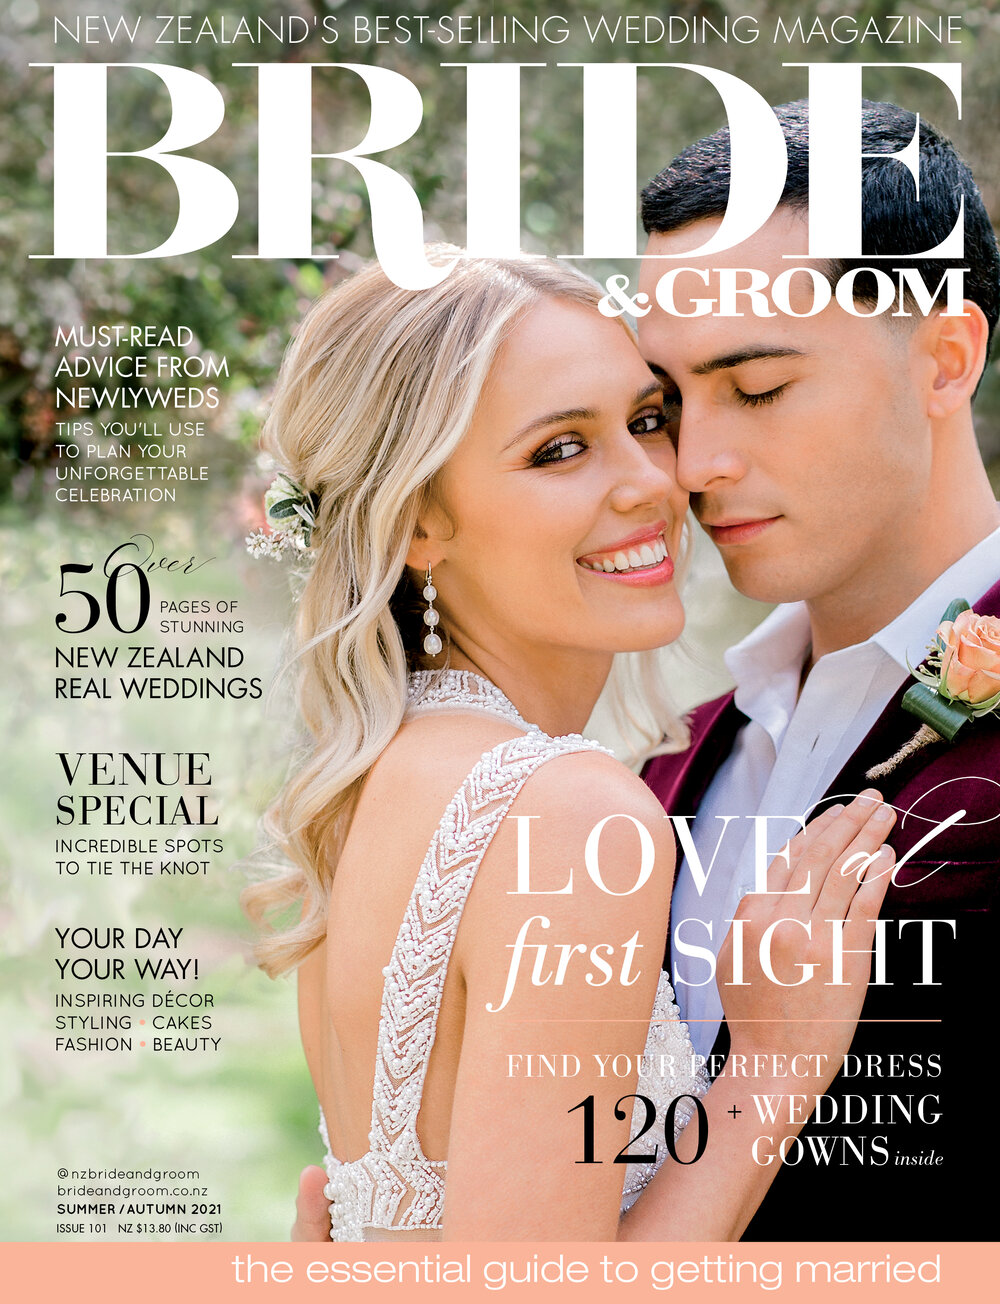 NEW ZEALAND'S BEST-SELLING WEDDING MAGAZINE
BRIDE
&GROOM
MUST-READ
ADVICE FROM
NEWLYWEDS
TIPS YOU'LL USE
TO PLAN YOUR
UNFORGETTABLE
CELEBRATION
Over
50 PAGES OF
STUNNING
NEW ZEALAND
REAL WEDDINGS
VENUE
SPECIAL
INCREDIBLE SPOTS
TO TIE THE KNOT
YOUR DAY
YOUR WAY!
INSPIRING DÉCOR
STYLING • CAKES
FASHION • BEAUTY
LOVE at
first SIGHT
FIND YOUR PERFECT DRESS
120 + WEDDING
GOWNS inside
@nzbrideandgroom
brideandgroom.co.nz
SUMMER / AUTUMN 2021
ISSUE 101 NZ $13.80 (INC GST)
the essential guide to getting married